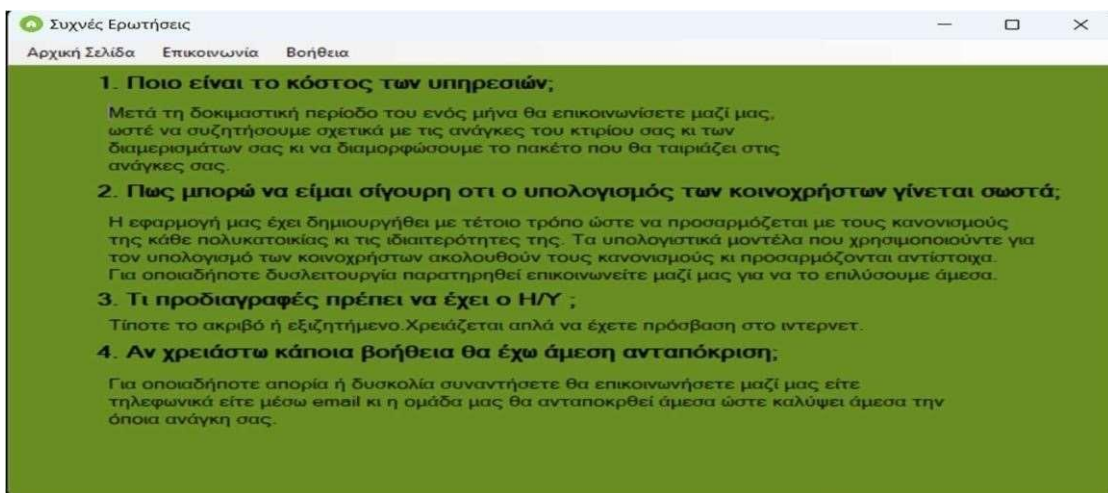 Συχνές Ερωτήσεις
Αρχική Σελίδα Επικοινωνία Βοήθεια
1. Ποιο είναι το κόστος των υπηρεσιών;
Μετά τη δοκιμαστική περίοδο του ενός μήνα θα επικοινωνίσετε μαζί μας,
ωστέ να συζητήσουμε σχετικά με τις ανάγκες του κτιρίου σας κι των
διαμερισμάτων σας κι να διαμορφώσουμε το πακέτο που θα ταιριάζει στις
ανάγκες σας.
2. Πως μπορώ να είμαι σίγουρη οτι ο υπολογισμός των κοινοχρήστων γίνεται σωστά;
Η εφαρμογή μας έχει δημιουργήθει με τέτοιο τρόπο ώστε να προσαρμόζεται με τους κανονισμούς
της κάθε πολυκατοικίας κι τις ιδιαιτερότητες της. Τα υπολογιστικά μοντέλα που χρησιμοποιούντε για
τον υπολογισμό των κοινοχρήστων ακολουθούν τους κανονισμούς κι προσαρμόζονται αντίστοιχα.
Για οποιαδήποτε δυσλειτουργία παρατηρηθεί επικοινωνείτε μαζί μας για να το επιλύσουμε άμεσα.
3. Τι προδιαγραφές πρέπει να έχει ο Η/Υ ;
Τίποτε το ακριβό ή εξιζητήμενο.Χρειάζεται απλά να έχετε πρόσβαση στο ιντερνετ.
4. Αν χρειάστω κάποια βοήθεια θα έχω άμεση ανταπόκριση;
Για οποιαδήποτε απορία ή δυσκολία συναντήσετε θα επικοινωνήσετε μαζί μας είτε
τηλεφωνικά είτε μέσω email κι η ομάδα μας θα ανταποκρθεί άμεσα ώστε καλύψει άμεσα την
όποια ανάγκη σας.